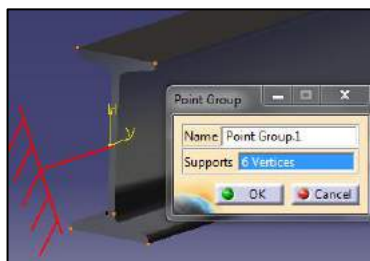 Point Group
Name Point Group.1
Supports 6 Vertices
OK Cancel
y